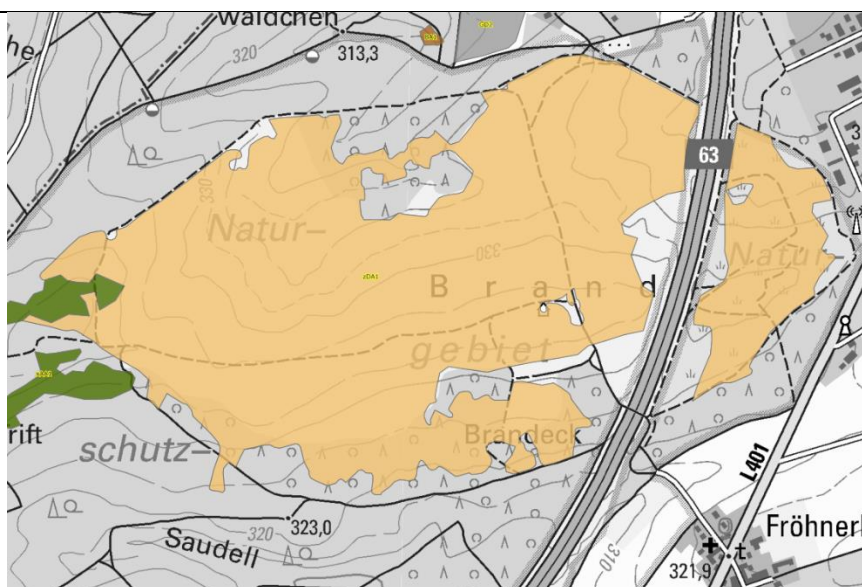 Wäldchen
320
313,3
63
330
Natur-
Natur-
330
Brand
gebiet
rift
schutz-
Brandeck
L401
323,0
320
Saudell
310
Fröhnerh
321,9
t